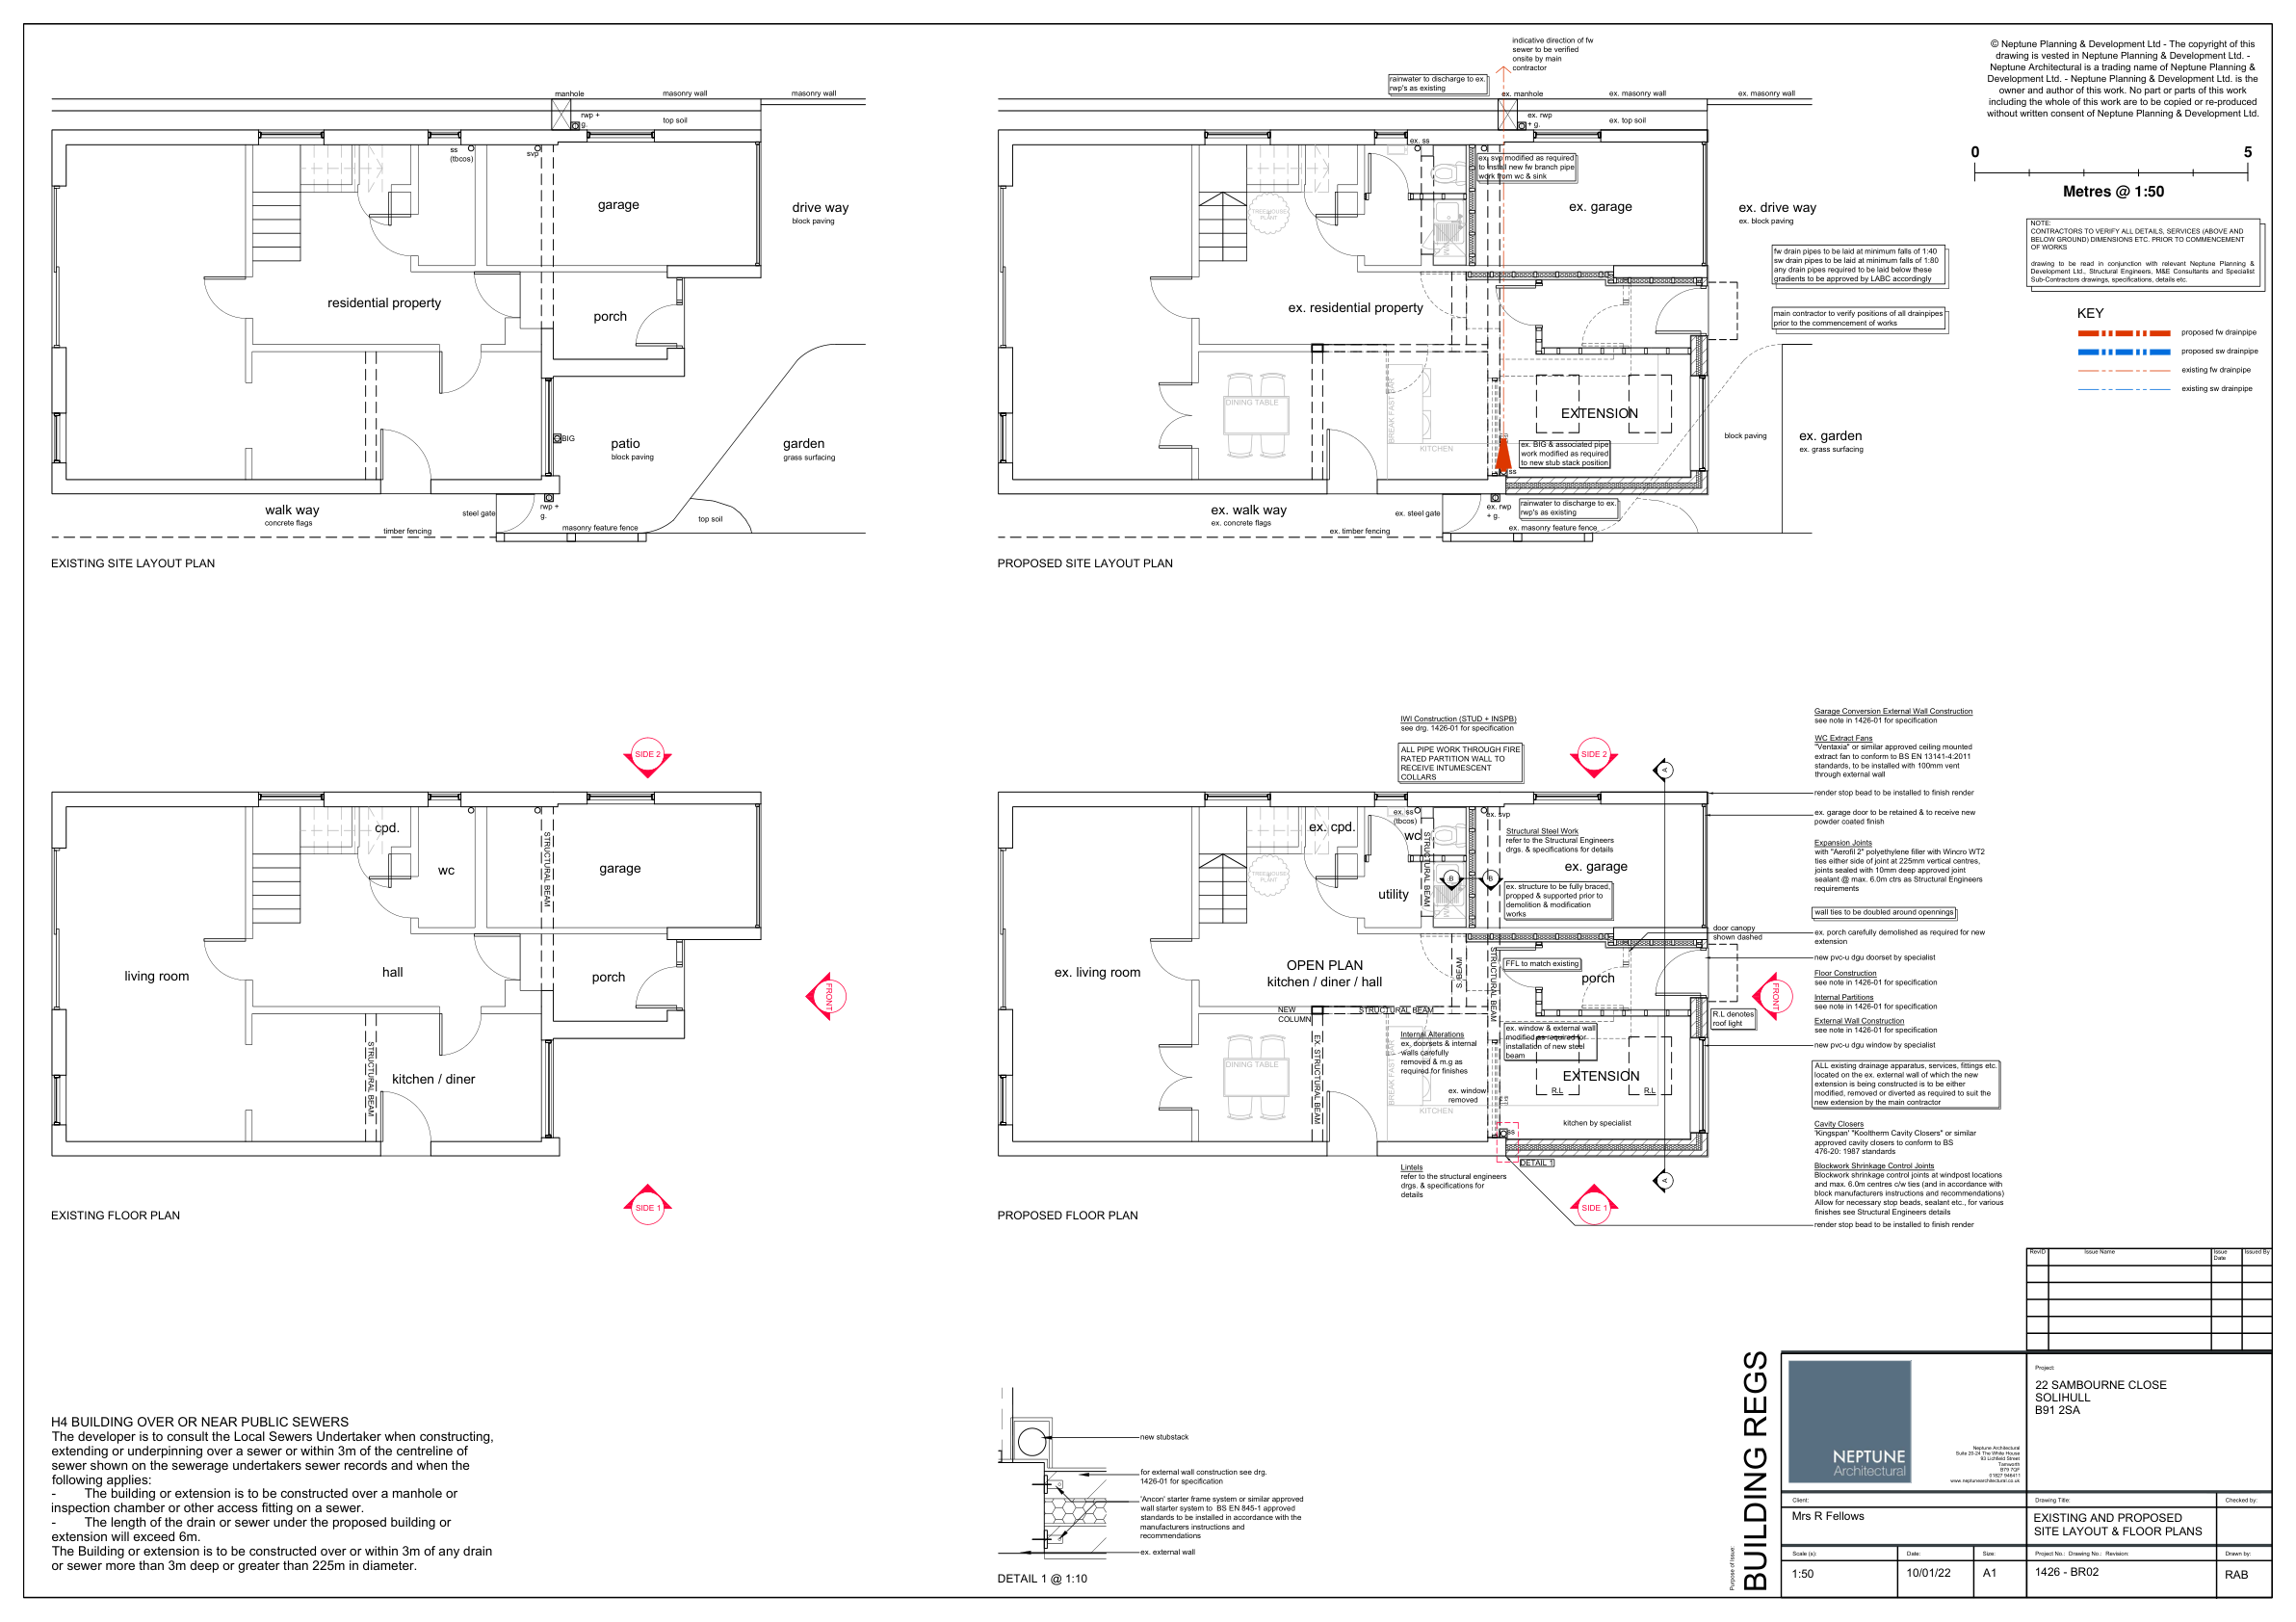 © Neptune Planning & Development Ltd - The copyright of this
drawing is vested in Neptune Planning & Development Ltd. -
Neptune Architectural is a trading name of Neptune Planning &
Development Ltd. - Neptune Planning & Development Ltd. is the
owner and author of this work. No part or parts of this work
including the whole of this work are to be copied or re-produced
without written consent of Neptune Planning & Development Ltd.
0 5
Metres @ 1:50
NOTE:
CONTRACTORS TO VERIFY ALL DETAILS, SERVICES (ABOVE AND
BELOW GROUND) DIMENSIONS ETC. PRIOR TO COMMENCEMENT
OF WORKS
drawing to be read in conjunction with relevant Neptune Planning &
Development Ltd., Structural Engineers, M&E Consultants and Specialist
Sub-Contractors drawings, specifications, details etc.
KEY
proposed fw drainpipe
proposed sw drainpipe
existing fw drainpipe
existing sw drainpipe
manhole
masonry wall
masonry wall
rwp +
g.
top soil
ss
(tbcos)
svp
garage
drive way
block paving
residential property
porch
BIG
patio
block paving
garden
grass surfacing
walk way
concrete flags
steel gate
rwp +
g.
timber fencing
masonry feature fence
top soil
EXISTING SITE LAYOUT PLAN
indicative direction of fw
sewer to be verified
onsite by main
contractor
rainwater to discharge to ex.
rwp's as existing
ex. manhole
ex. masonry wall
ex. masonry wall
ex. rwp
+ g.
ex. top soil
ex. ss
ex. svp modified as required
to install new fw branch pipe
work from wc & sink
TREEHOUSE
PLANT
ex. garage
ex. drive way
ex. block paving
fw drain pipes to be laid at minimum falls of 1:40
sw drain pipes to be laid at minimum falls of 1:80
any drain pipes required to be laid below these
gradients to be approved by LABC accordingly
main contractor to verify positions of all drainpipes
prior to the commencement of works
ex. residential property
DINING TABLE
BREAK FAST BAR
KITCHEN
EXTENSION
ex. BIG & associated pipe
work modified as required
to new stub stack position
ss
block paving
ex. garden
ex. grass surfacing
ex. walk way
ex. concrete flags
ex. steel gate
ex. rwp
+ g.
rainwater to discharge to ex.
rwp's as existing
ex. timber fencing
ex. masonry feature fence
PROPOSED SITE LAYOUT PLAN
SIDE 2
cpd.
wc
STRUCTURAL BEAM
garage
living room
hall
porch
FRONT
STRUCTURAL BEAM
kitchen / diner
SIDE 1
EXISTING FLOOR PLAN
IWI Construction (STUD + INSPB)
see drg. 1426-01 for specification
ALL PIPE WORK THROUGH FIRE
RATED PARTITION WALL TO
RECEIVE INTUMESCENT
COLLARS
SIDE 2
A
ex. cpd.
ex. ss
(tbcos)
wc
STRUCTURAL BEAM
ex. svp
Structural Steel Work
refer to the Structural Engineers
drgs. & specifications for details
ex. garage
TREEHOUSE
PLANT
utility
B
B
ex. structure to be fully braced,
propped & supported prior to
demolition & modification
works
door canopy
shown dashed
ex. living room
OPEN PLAN
kitchen / diner / hall
S. BEAM
STRUCTURAL BEAM
FFL to match existing
porch
FRONT
NEW
COLUMN
STRUCTURAL BEAM
R.L denotes
roof light
EX. STRUCTURAL BEAM
Internal Alterations
ex. doorsets & internal
walls carefully
removed & m.g as
required for finishes
ex. window & external wall
modified as required for
installation of new steel
beam
DINING TABLE
BREAK FAST BAR
KITCHEN
ex. window
removed
EXTENSION
R.L
R.L
kitchen by specialist
ss
DETAIL 1
A
Lintels
refer to the structural engineers
drgs. & specifications for
details
SIDE 1
PROPOSED FLOOR PLAN
Garage Conversion External Wall Construction
see note in 1426-01 for specification
WC Extract Fans
"Ventaxia" or similar approved ceiling mounted
extract fan to conform to BS EN 13141-4:2011
standards, to be installed with 100mm vent
through external wall
render stop bead to be installed to finish render
ex. garage door to be retained & to receive new
powder coated finish
Expansion Joints
with "Aerofil 2" polyethylene filler with Wincro WT2
ties either side of joint at 225mm vertical centres,
joints sealed with 10mm deep approved joint
sealant @ max. 6.0m ctrs as Structural Engineers
requirements
wall ties to be doubled around opennings
ex. porch carefully demolished as required for new
extension
new pvc-u dgu doorset by specialist
Floor Construction
see note in 1426-01 for specification
Internal Partitions
see note in 1426-01 for specification
External Wall Construction
see note in 1426-01 for specification
new pvc-u dgu window by specialist
ALL existing drainage apparatus, services, fittings etc.
located on the ex. external wall of which the new
extension is being constructed is to be either
modified, removed or diverted as required to suit the
new extension by the main contractor
Cavity Closers
'Kingspan' "Kooltherm Cavity Closers" or similar
approved cavity closers to conform to BS
476-20: 1987 standards
Blockwork Shrinkage Control Joints
Blockwork shrinkage control joints at windpost locations
and max. 6.0m centres c/w ties (and in accordance with
block manufacturers instructions and recommendations)
Allow for necessary stop beads, sealant etc., for various
finishes see Structural Engineers details
render stop bead to be installed to finish render
H4 BUILDING OVER OR NEAR PUBLIC SEWERS
The developer is to consult the Local Sewers Undertaker when constructing,
extending or underpinning over a sewer or within 3m of the centreline of
sewer shown on the sewerage undertakers sewer records and when the
following applies:
- The building or extension is to be constructed over a manhole or
inspection chamber or other access fitting on a sewer.
- The length of the drain or sewer under the proposed building or
extension will exceed 6m.
The Building or extension is to be constructed over or within 3m of any drain
or sewer more than 3m deep or greater than 225m in diameter.
new stubstack
for external wall construction see drg.
1426-01 for specification
'Ancon' starter frame system or similar approved
wall starter system to BS EN 845-1 approved
standards to be installed in accordance with the
manufacturers instructions and
recommendations
ex. external wall
DETAIL 1 @ 1:10
RevID Issue Name Issue Date Issued By
Purpose of Issue:
BUILDING REGS
NEPTUNE
Architectural
Neptune Architectural
Suite 23-24 The White House
93 Lichfield Street
Tamworth
B79 7QF
01827 946411
www.neptunearchitectural.co.uk
Project:
22 SAMBOURNE CLOSE
SOLIHULL
B91 2SA
Client:
Mrs R Fellows
Drawing Title:
EXISTING AND PROPOSED
SITE LAYOUT & FLOOR PLANS
Checked by:
Scale (s):
1:50
Date:
10/01/22
Size:
A1
Project No.: Drawing No.: Revision:
1426 - BR02
Drawn by:
RAB